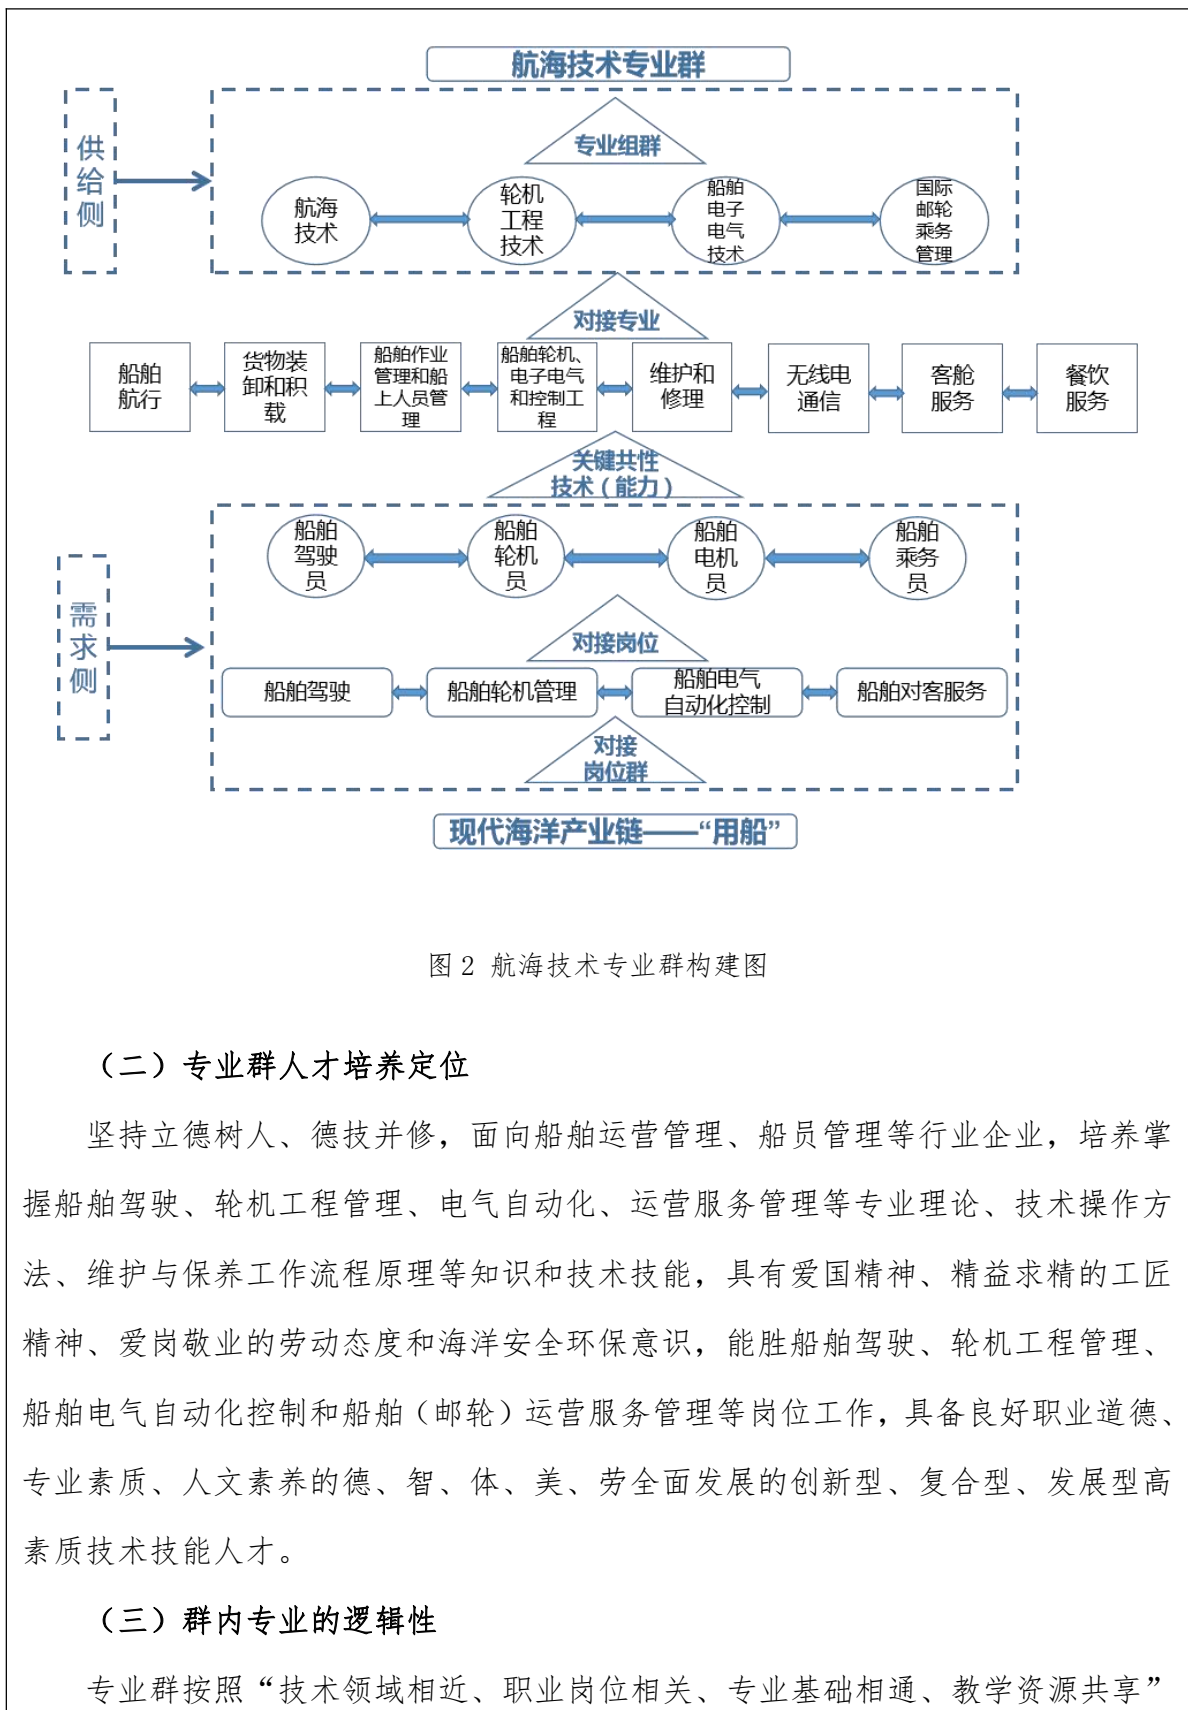 航海技术专业群
供
给
侧
专业组群
航海
技术
轮机
工程
技术
船舶
电子
电气
技术
国际
邮轮
乘务
管理
对接专业
船舶
航行
货物装
卸和积
载
船舶作业
管理和船
上人员管
理
船舶轮机、
电子电气
和控制工
程
维护和
修理
无线电
通信
客舱
服务
餐饮
服务
关键共性
技术（能力）
需
求
侧
船舶
驾驶
员
船舶
轮机
员
船舶
电机
员
船舶
乘务
员
对接岗位
船舶驾驶
船舶轮机管理
船舶电气
自动化控制
船舶对客服务
对接
岗位群
现代海洋产业链——“用船”
图 2 航海技术专业群构建图
（二）专业群人才培养定位
坚持立德树人、德技并修，面向船舶运营管理、船员管理等行业企业，培养掌
握船舶驾驶、轮机工程管理、电气自动化、运营服务管理等专业理论、技术操作方
法、维护与保养工作流程原理等知识和技术技能，具有爱国精神、精益求精的工匠
精神、爱岗敬业的劳动态度和海洋安全环保意识，能胜船舶驾驶、轮机工程管理、
船舶电气自动化控制和船舶（邮轮）运营服务管理等岗位工作，具备良好职业道德、
专业素质、人文素养的德、智、体、美、劳全面发展的创新型、复合型、发展型高
素质技术技能人才。
（三）群内专业的逻辑性
专业群按照“技术领域相近、职业岗位相关、专业基础相通、教学资源共享”